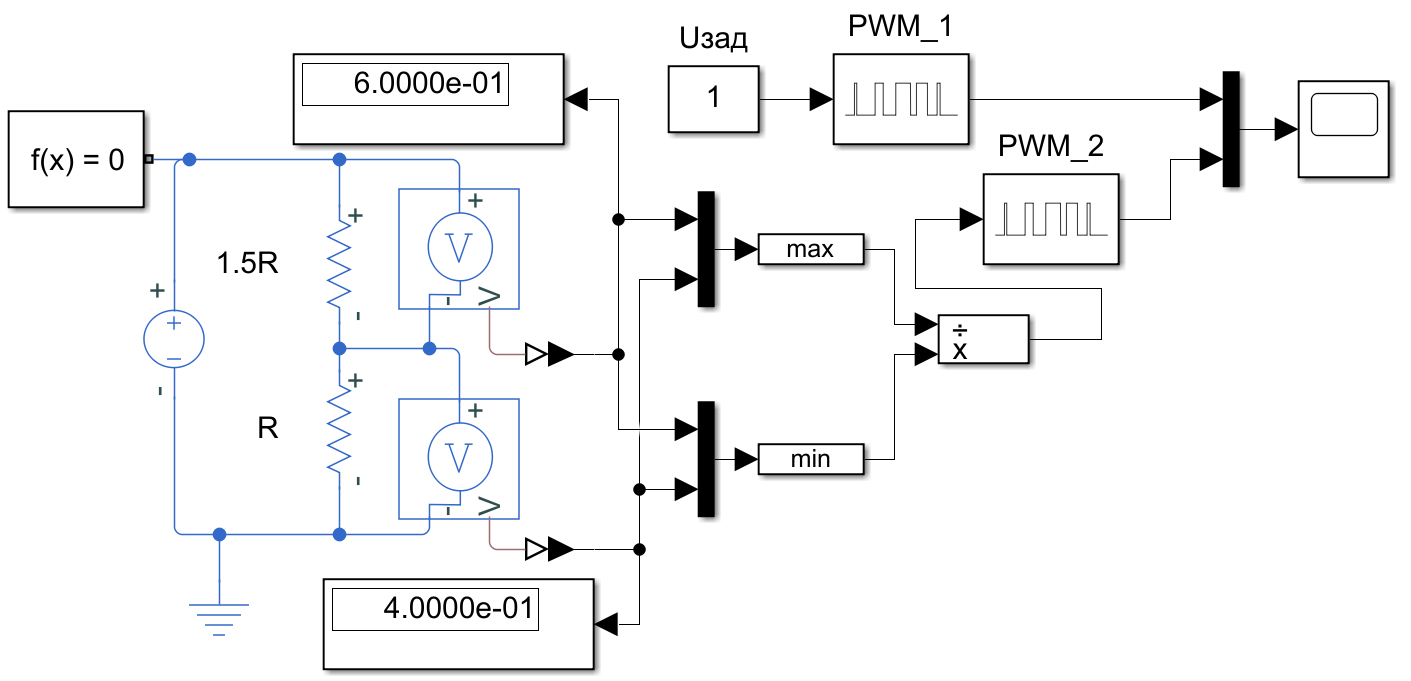 Uзад
PWM_1
6.0000e-01
1
PWM_2
f(x) = 0
+
+
V
1.5R
max
+
-
V
-
+
−
÷
x
-
+
+
V
R
min
-
-
V
4.0000e-01